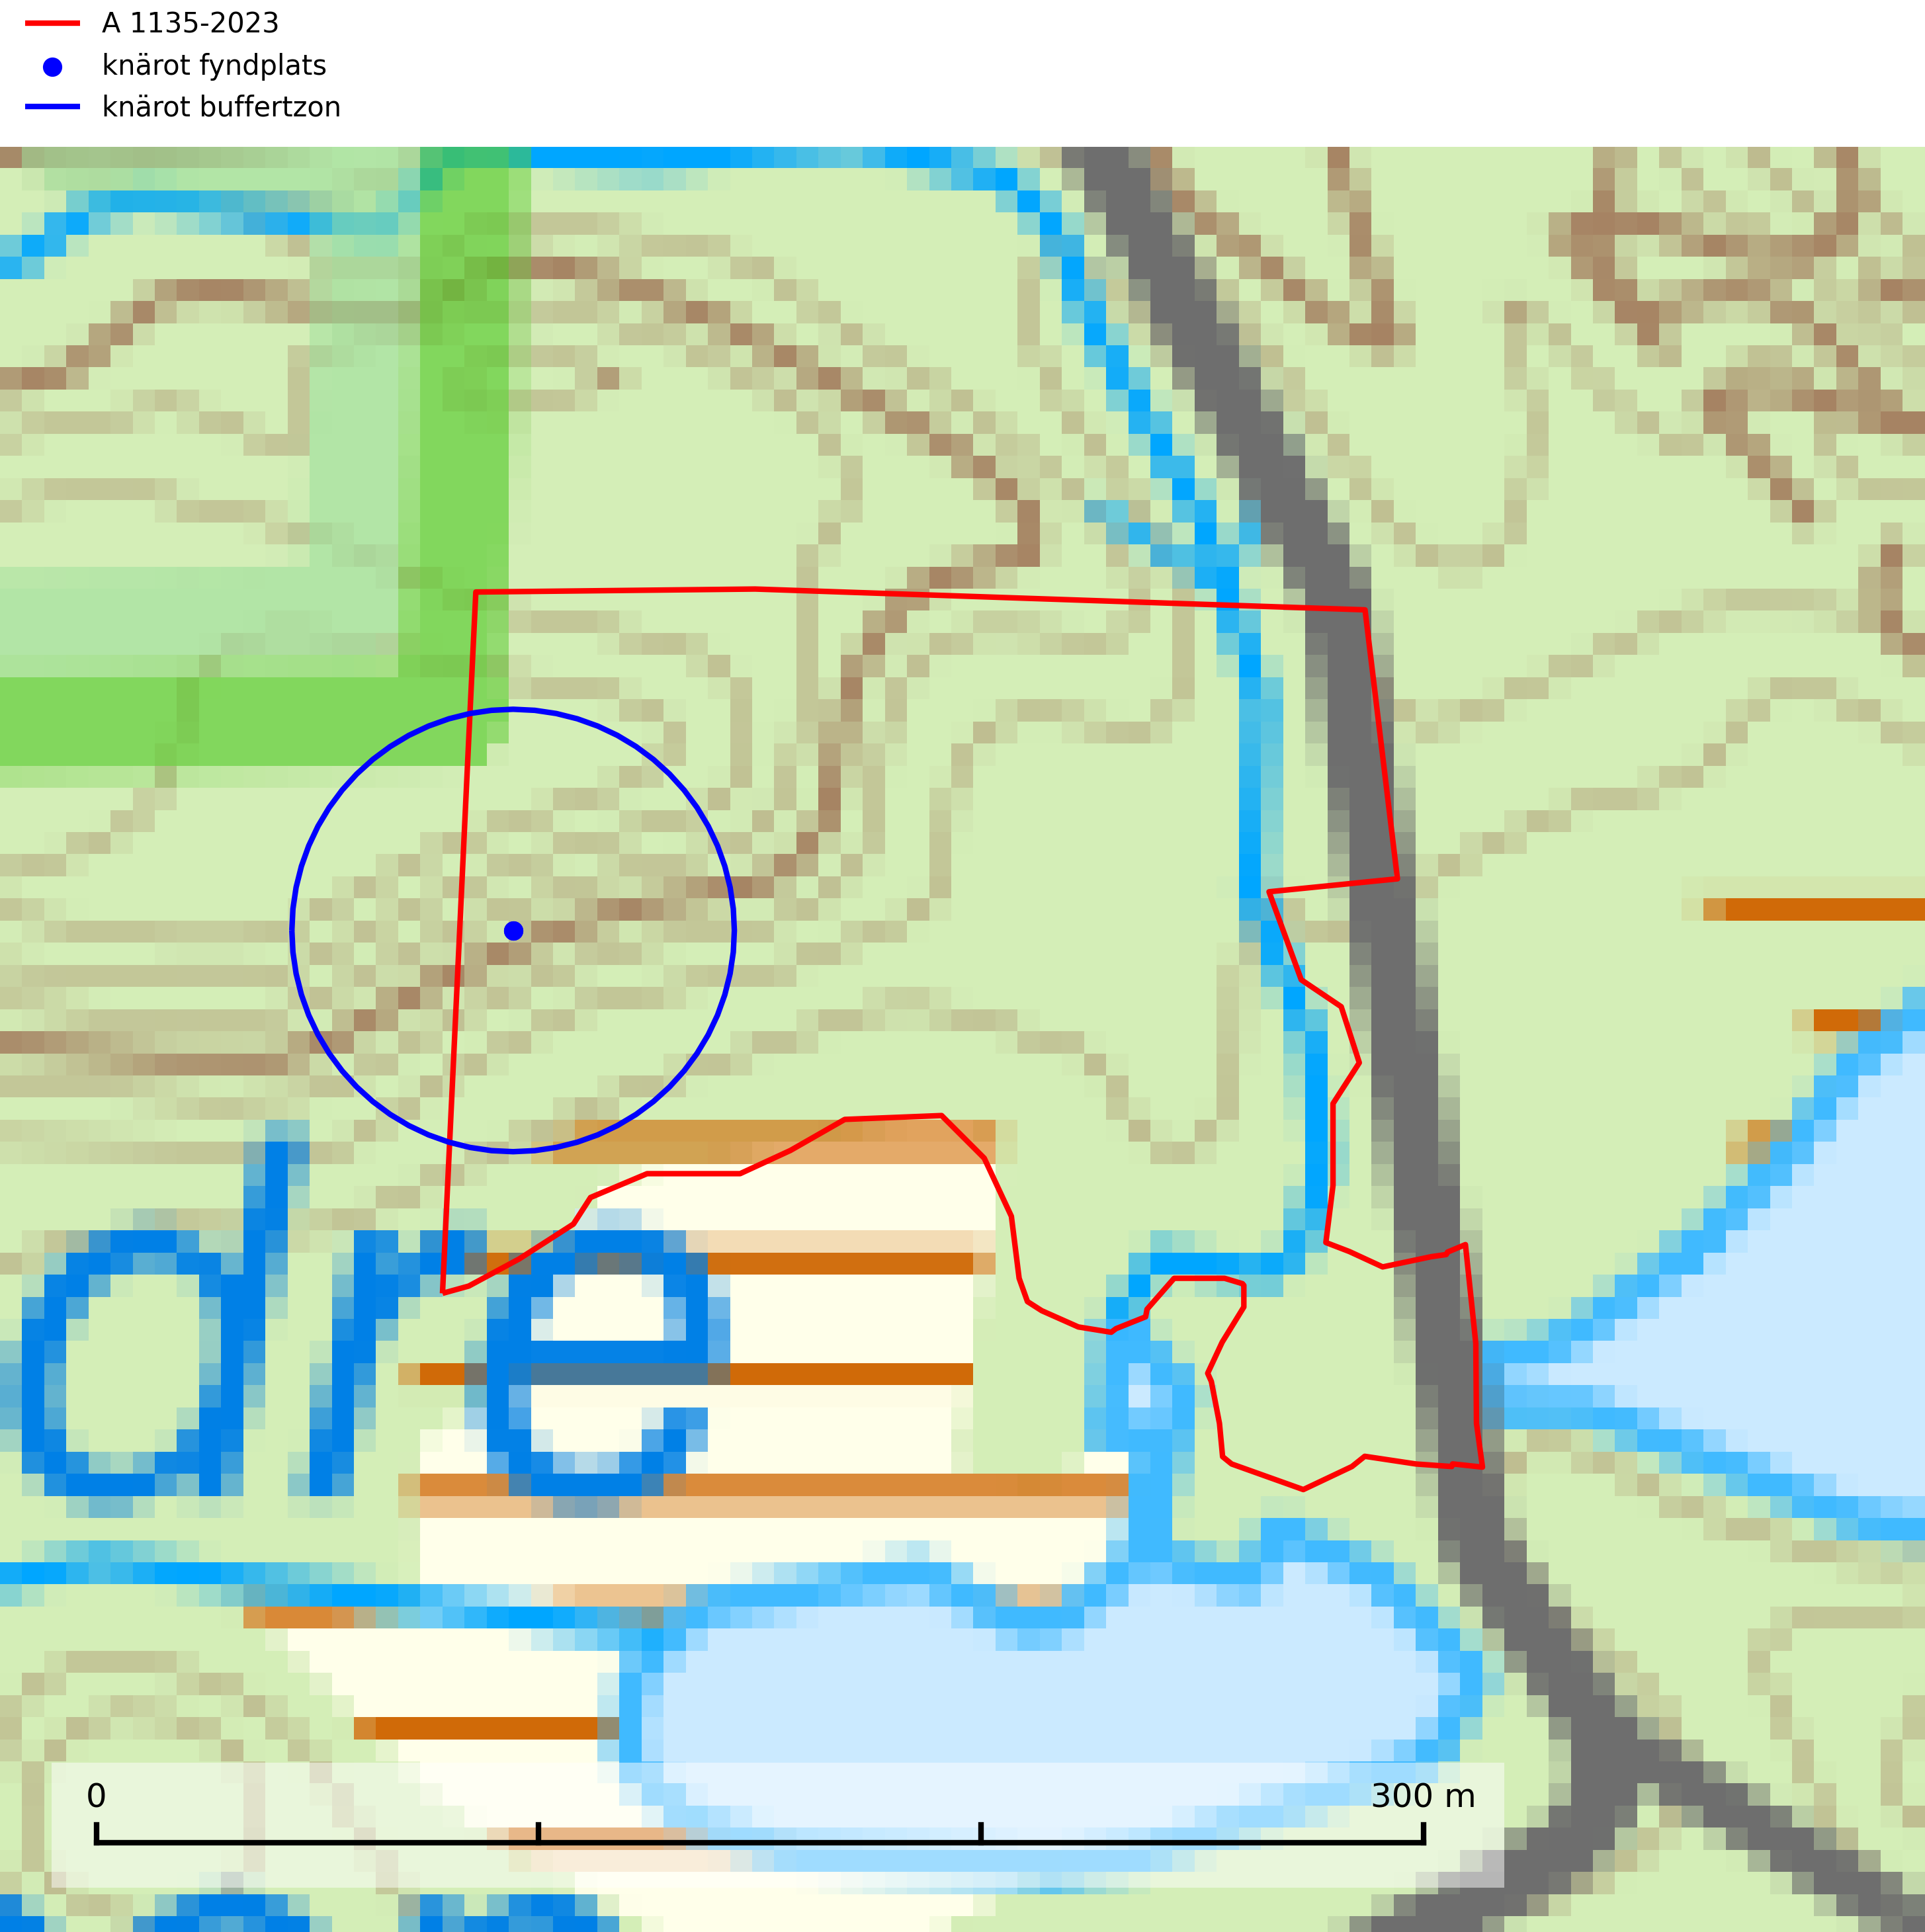 A 1135-2023
knärot fyndplats
knärot buffertzon
0
300 m